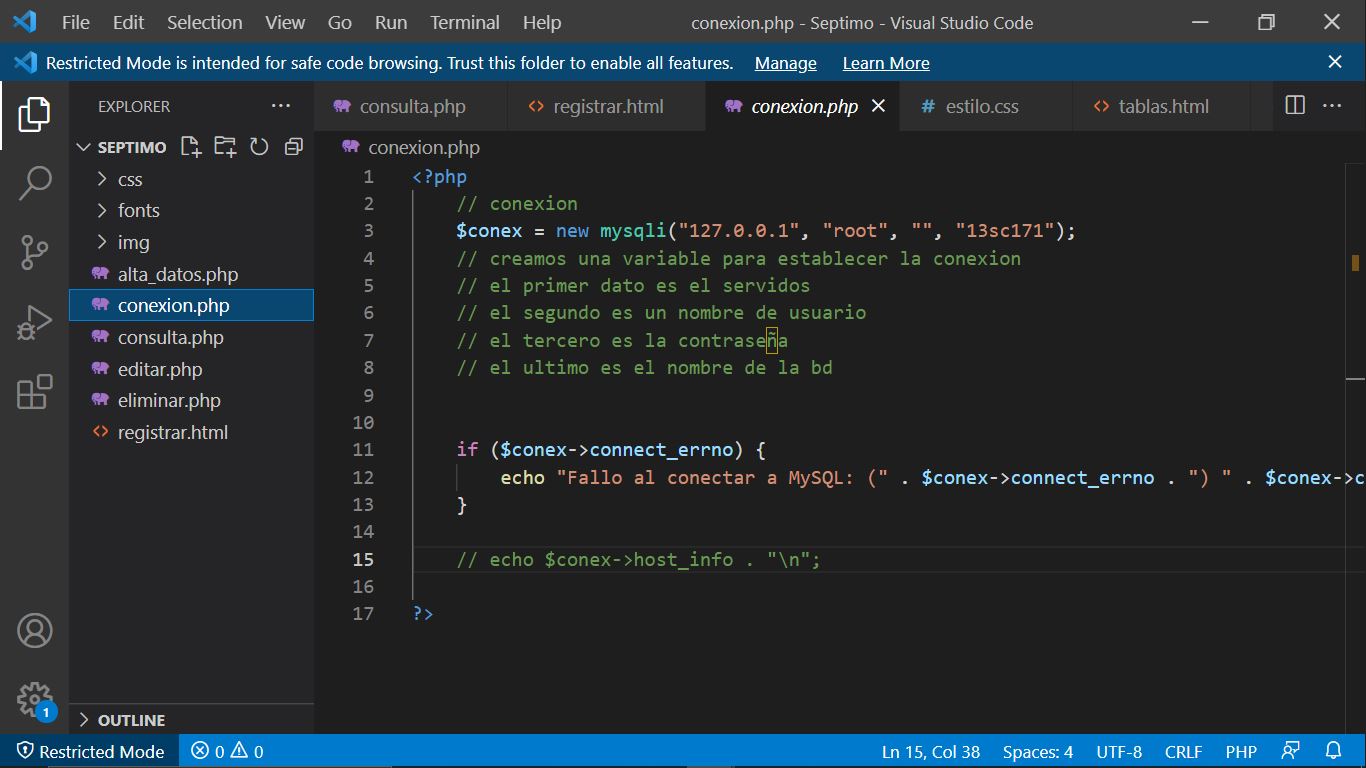 File Edit Selection View Go Run Terminal Help conexion.php - Septimo - Visual Studio Code
Restricted Mode is intended for safe code browsing. Trust this folder to enable all features. Manage Learn More
EXPLORER ...
consulta.php <> registrar.html conexion.php # estilo.css <> tablas.html ...
SEPTIMO
css
fonts
img
alta_datos.php
conexion.php
consulta.php
editar.php
eliminar.php
<> registrar.html
OUTLINE
conexion.php
1 <?php
2 // conexion
3 $conex = new mysqli("127.0.0.1", "root", "", "13sc171");
4 // creamos una variable para establecer la conexion
5 // el primer dato es el servidos
6 // el segundo es un nombre de usuario
7 // el tercero es la contraseña
8 // el ultimo es el nombre de la bd
9
10
11 if ($conex->connect_errno) {
12 echo "Fallo al conectar a MySQL: (" . $conex->connect_errno . ") " . $conex->c
13 }
14
15 // echo $conex->host_info . "\n";
16
17 ?>
1
Restricted Mode 0 0 Ln 15, Col 38 Spaces: 4 UTF-8 CRLF PHP